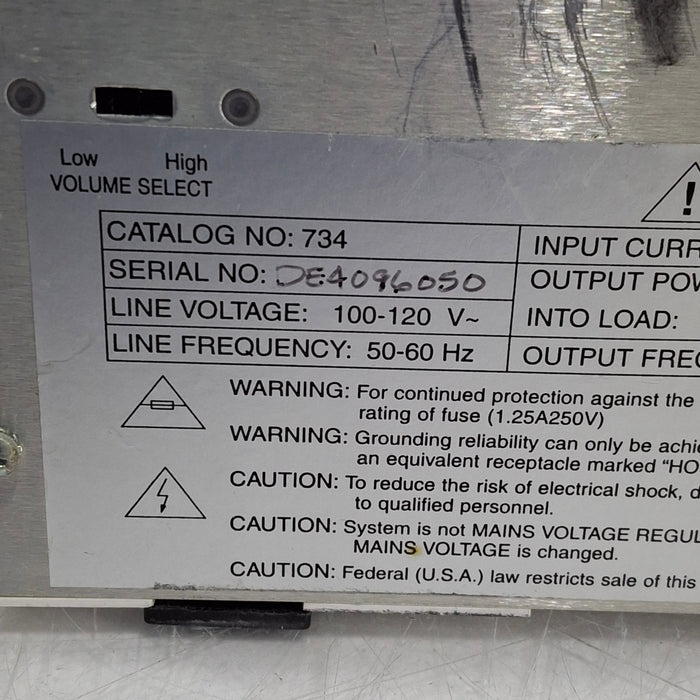 Low High
VOLUME SELECT
!
CATALOG NO: 734 INPUT CURR
SERIAL NO: DE4096050 OUTPUT POW
LINE VOLTAGE: 100-120 V~ INTO LOAD:
LINE FREQUENCY: 50-60 Hz OUTPUT FREQ
WARNING: For continued protection against the
rating of fuse (1.25A250V)
WARNING: Grounding reliability can only be achie
an equivalent receptacle marked "HO
CAUTION: To reduce the risk of electrical shock, d
to qualified personnel.
CAUTION: System is not MAINS VOLTAGE REGUL
MAINS VOLTAGE is changed.
CAUTION: Federal (U.S.A.) law restricts sale of this